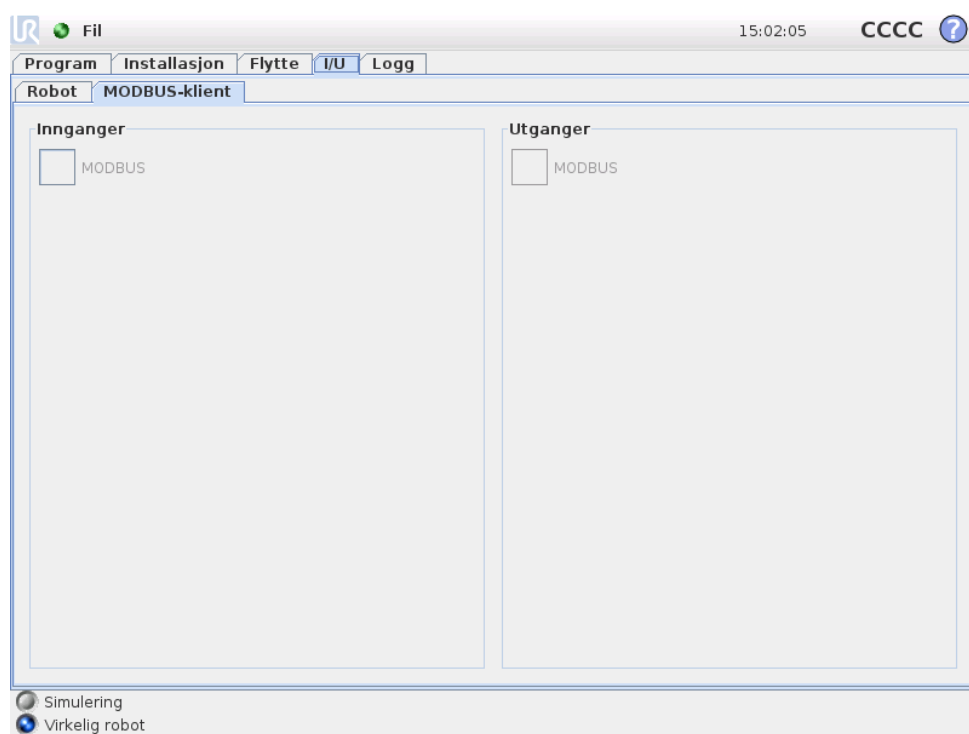 UR Fil 15:02:05 CCCC ?
Program Installasjon Flytte I/U Logg
Robot MODBUS-klient
Innganger Utganger
MODBUS MODBUS
Simulering
Virkelig robot